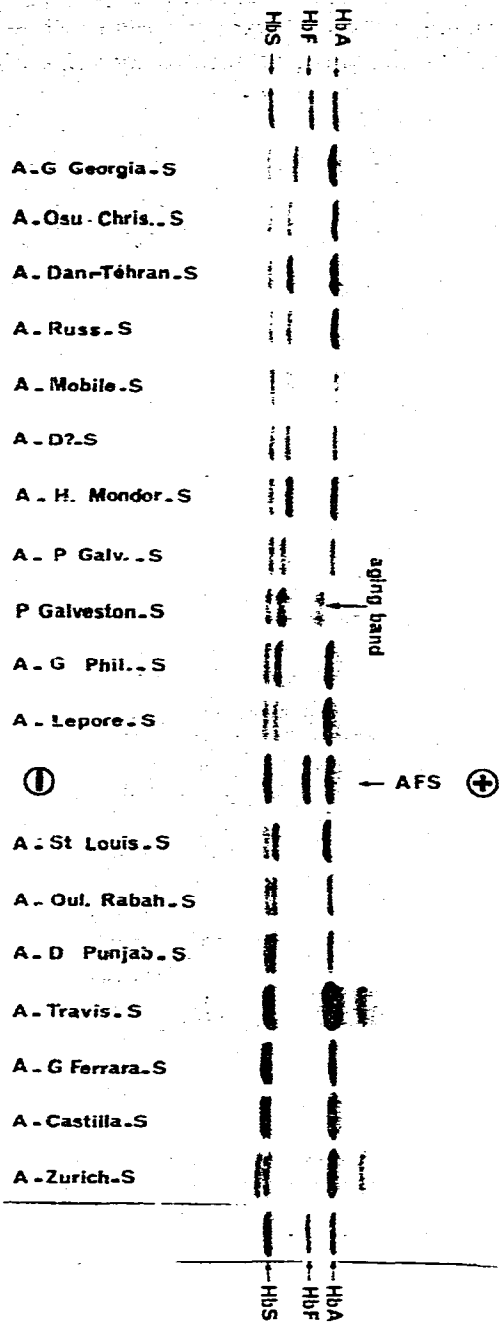 HbS HbF HbA
A-G Georgia-S
A-Osu-Chris..S
A-Dan-Téhran-S
A-Russ-S
A-Mobile-S
A-D?-S
A-H. Mondor-S
A-P Galv..S
aging band
P Galveston-S
A-G Phil..S
A-Lepore-S
⊖ AFS ⊕
A-St Louis-S
A-Oul. Rabah-S
A-D Punjab-S
A-Travis-S
A-G Ferrara-S
A-Castilla-S
A-Zurich-S
HbS HbF HbA